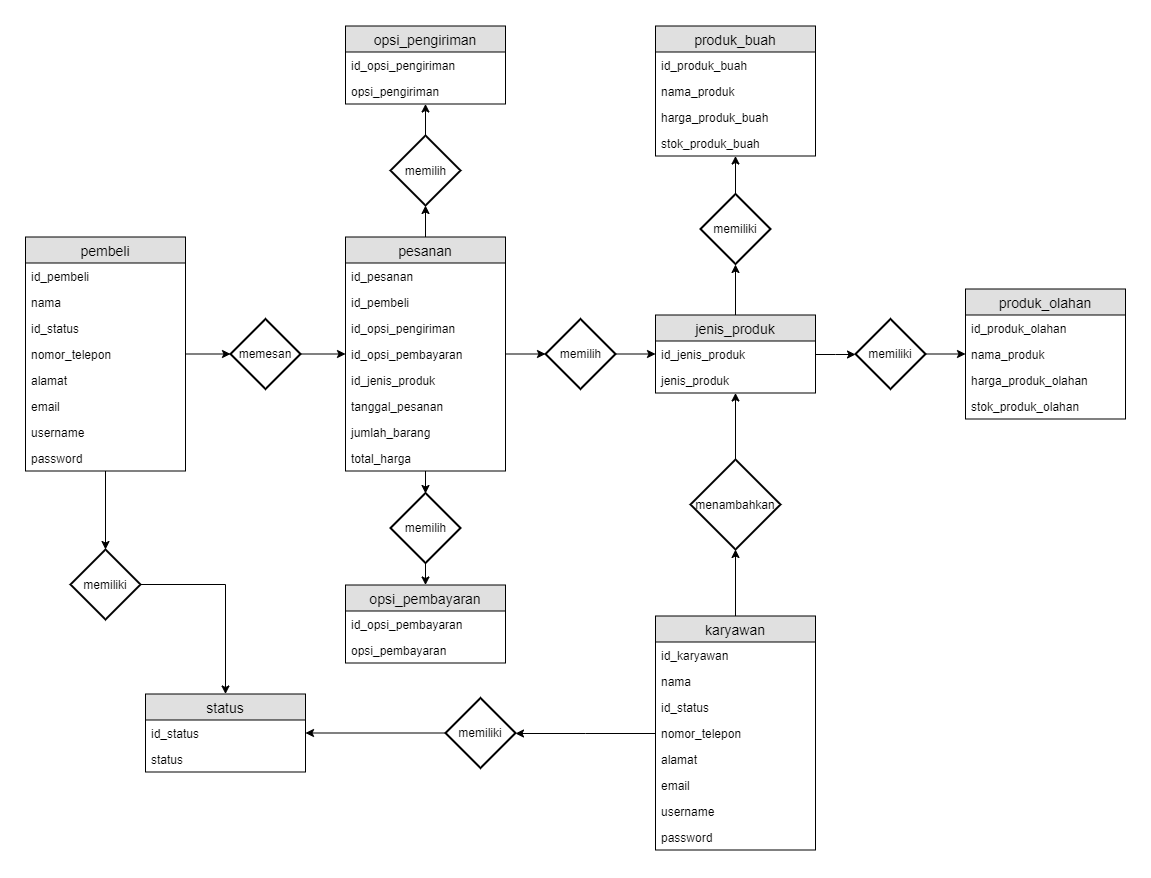 opsi_pengiriman
id_opsi_pengiriman
opsi_pengiriman
produk_buah
id_produk_buah
nama_produk
harga_produk_buah
stok_produk_buah
memilih
memiliki
pembeli
id_pembeli
nama
id_status
nomor_telepon
alamat
email
username
password
memesan
pesanan
id_pesanan
id_pembeli
id_opsi_pengiriman
id_opsi_pembayaran
id_jenis_produk
tanggal_pesanan
jumlah_barang
total_harga
memilih
jenis_produk
id_jenis_produk
jenis_produk
memiliki
produk_olahan
id_produk_olahan
nama_produk
harga_produk_olahan
stok_produk_olahan
memilih
menambahkan
memiliki
opsi_pembayaran
id_opsi_pembayaran
opsi_pembayaran
karyawan
id_karyawan
nama
id_status
nomor_telepon
alamat
email
username
password
memiliki
status
id_status
status